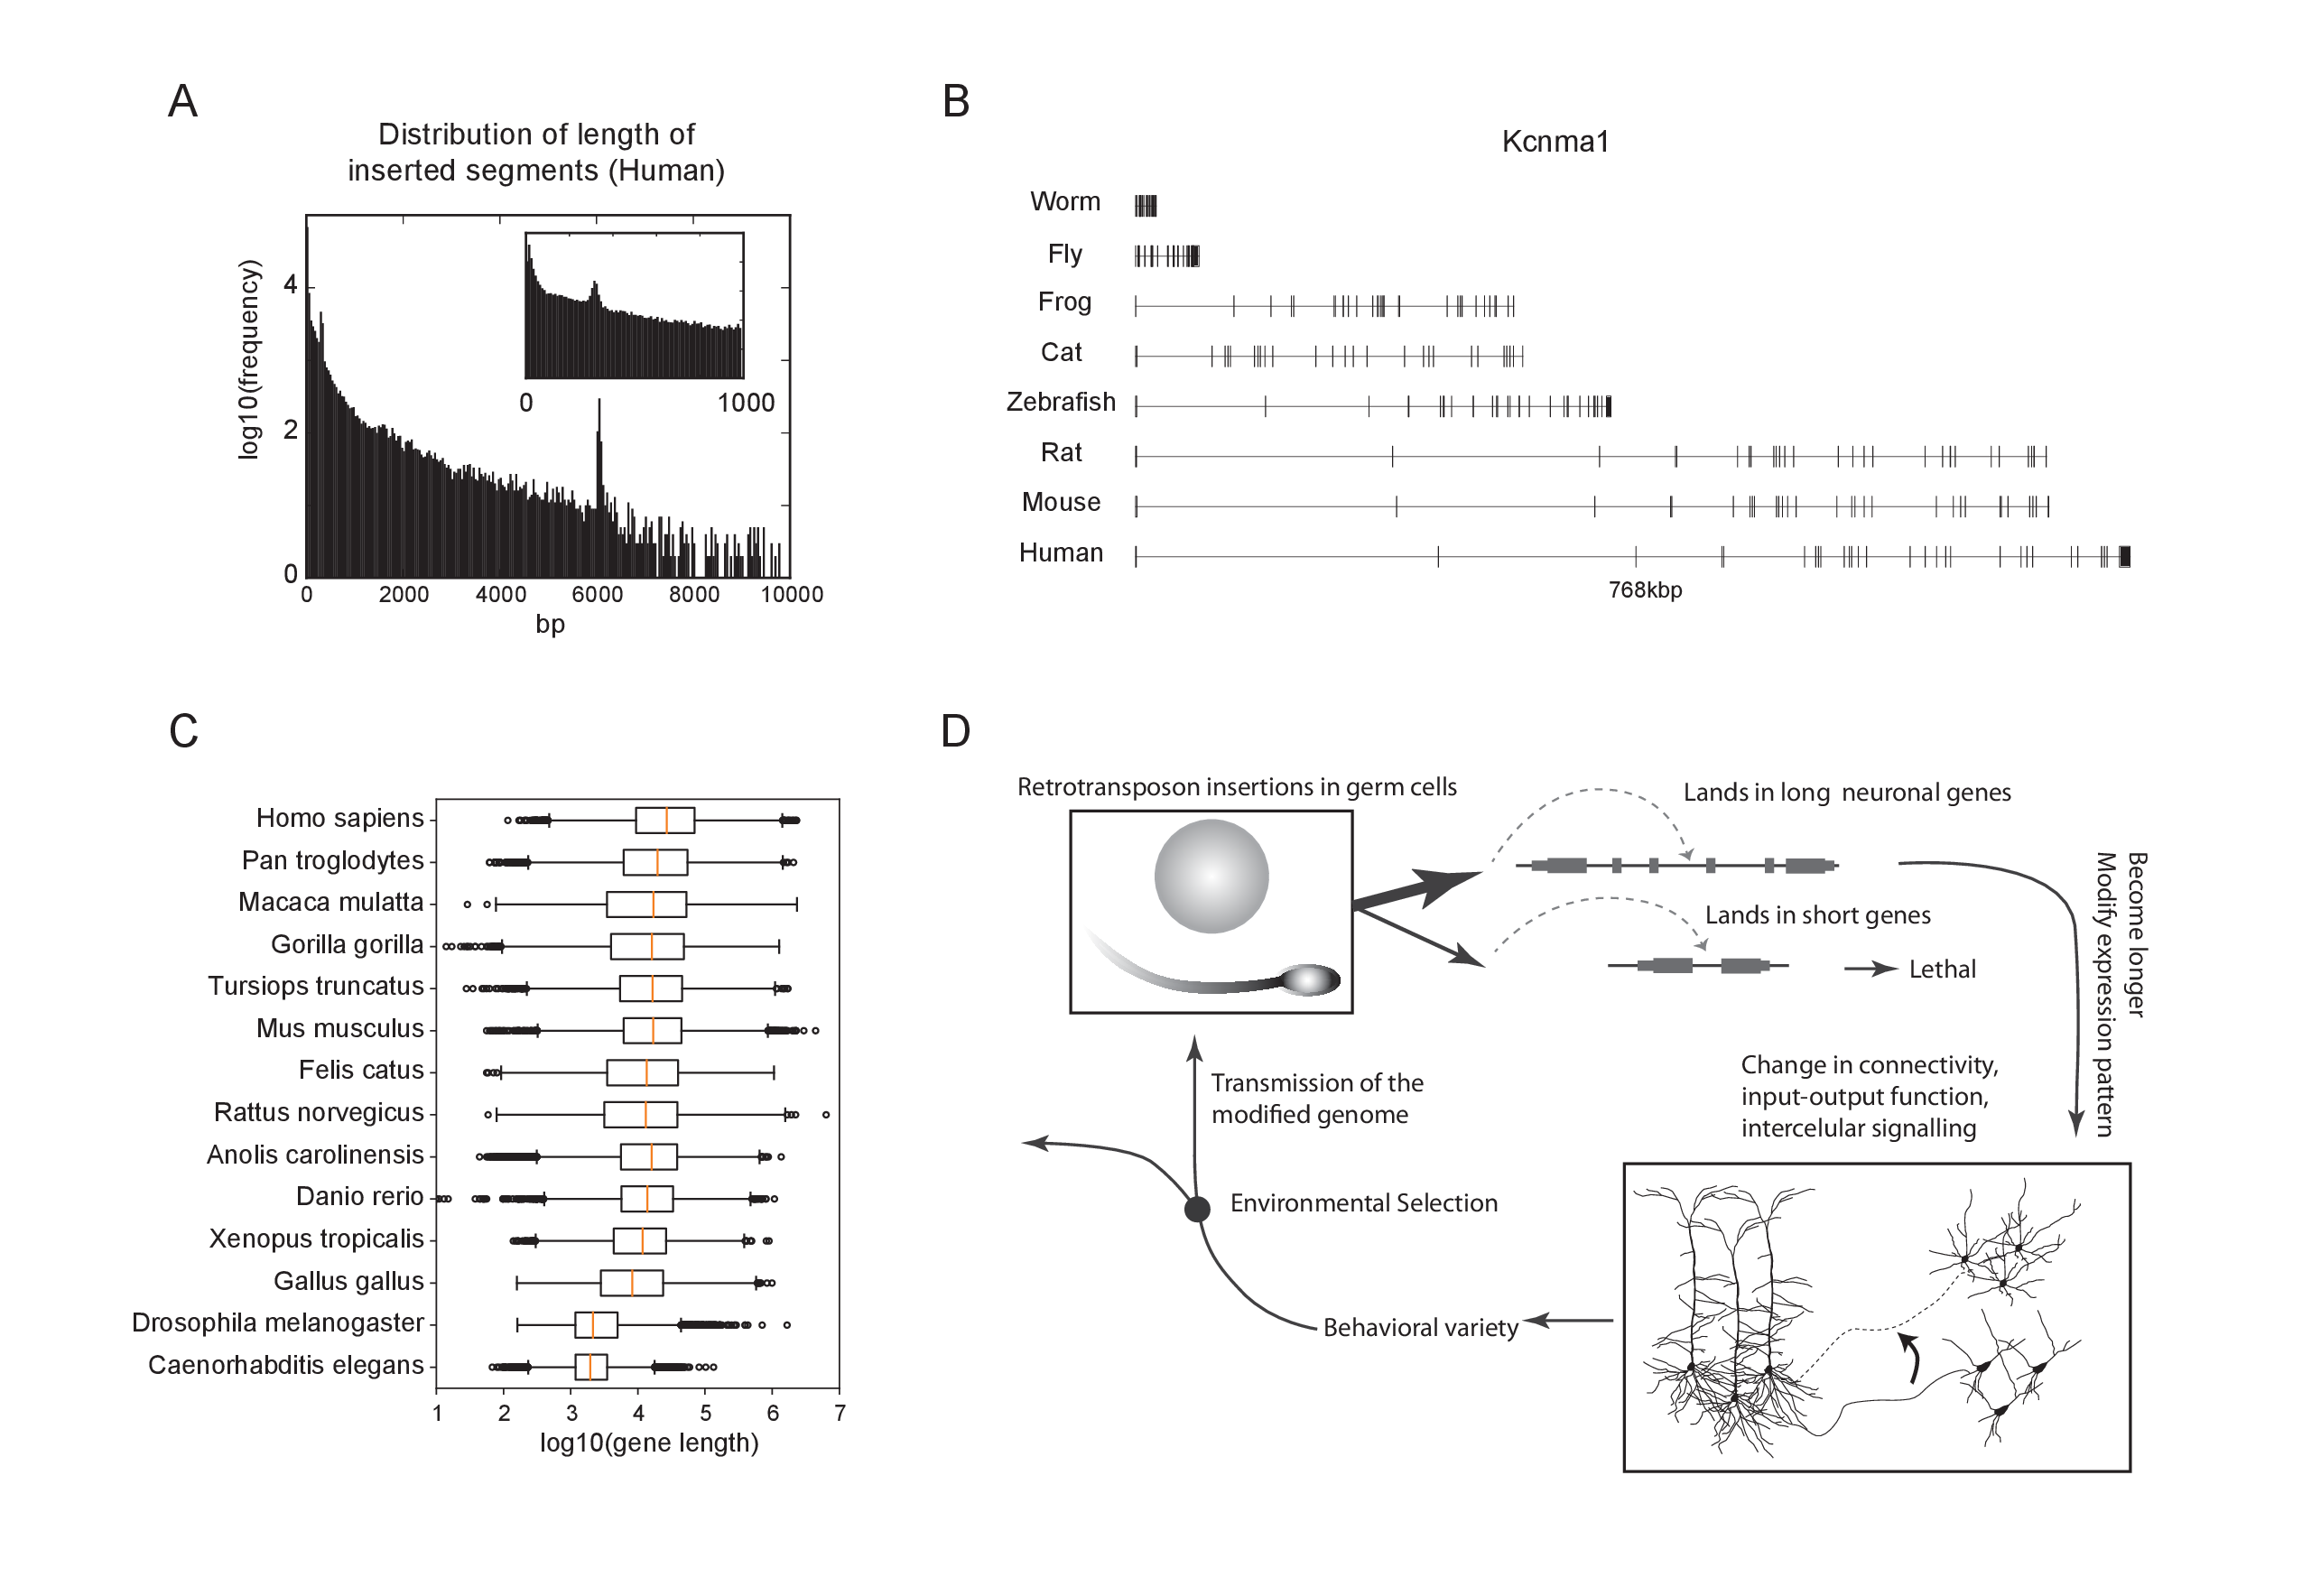 A
Distribution of length of
inserted segments (Human)
log10(frequency)
4
2
0
0
1000
0
2000
4000
6000
8000
10000
bp
B
Kcnma1
Worm
Fly
Frog
Cat
Zebrafish
Rat
Mouse
Human
768kbp
C
Homo sapiens
Pan troglodytes
Macaca mulatta
Gorilla gorilla
Tursiops truncatus
Mus musculus
Felis catus
Rattus norvegicus
Anolis carolinensis
Danio rerio
Xenopus tropicalis
Gallus gallus
Drosophila melanogaster
Caenorhabditis elegans
1
2
3
4
5
6
7
log10(gene length)
D
Retrotransposon insertions in germ cells
Lands in long neuronal genes
Lands in short genes
Lethal
Become longer
Modify expression pattern
Change in connectivity,
input-output function,
intercelular signalling
Transmission of the
modified genome
Environmental Selection
Behavioral variety